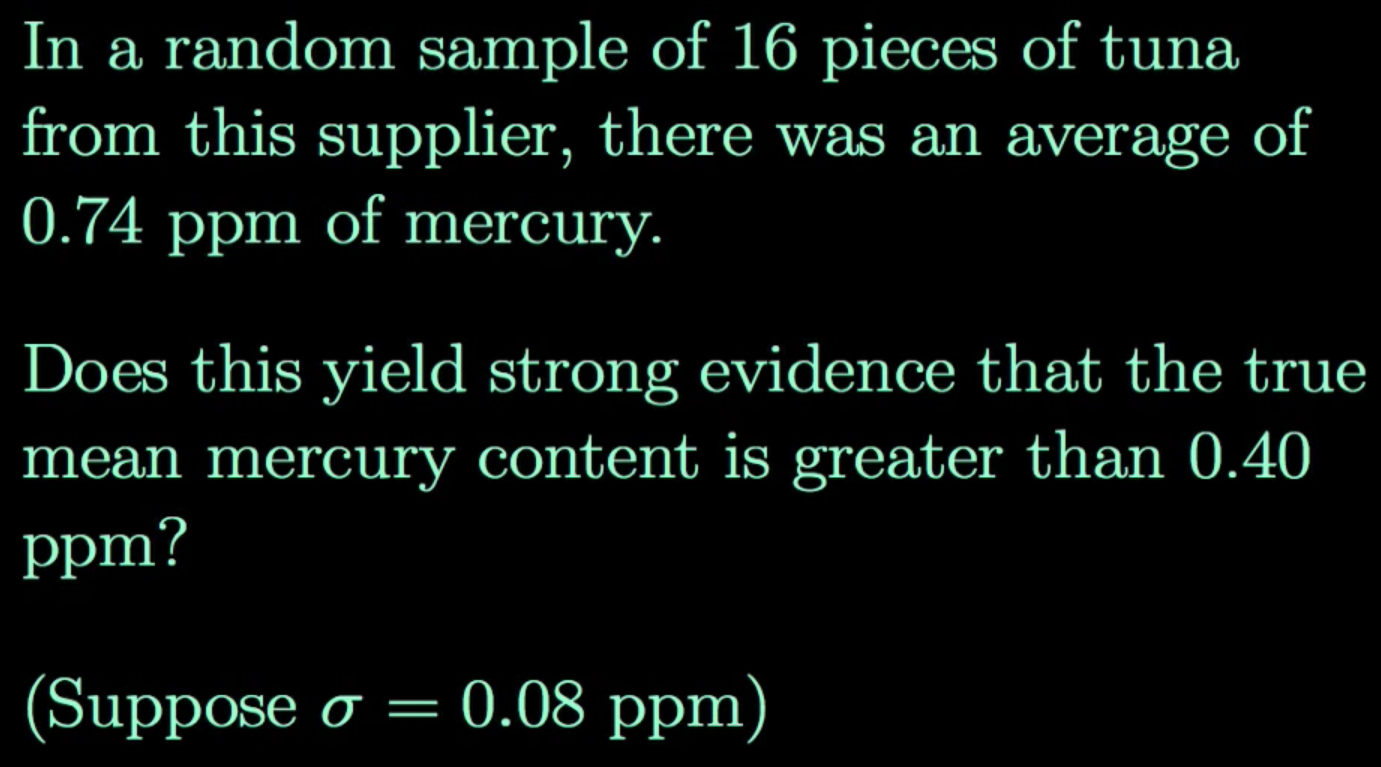 In a random sample of 16 pieces of tuna
from this supplier, there was an average of
0.74 ppm of mercury.
Does this yield strong evidence that the true
mean mercury content is greater than 0.40
ppm?
(Suppose σ = 0.08 ppm)